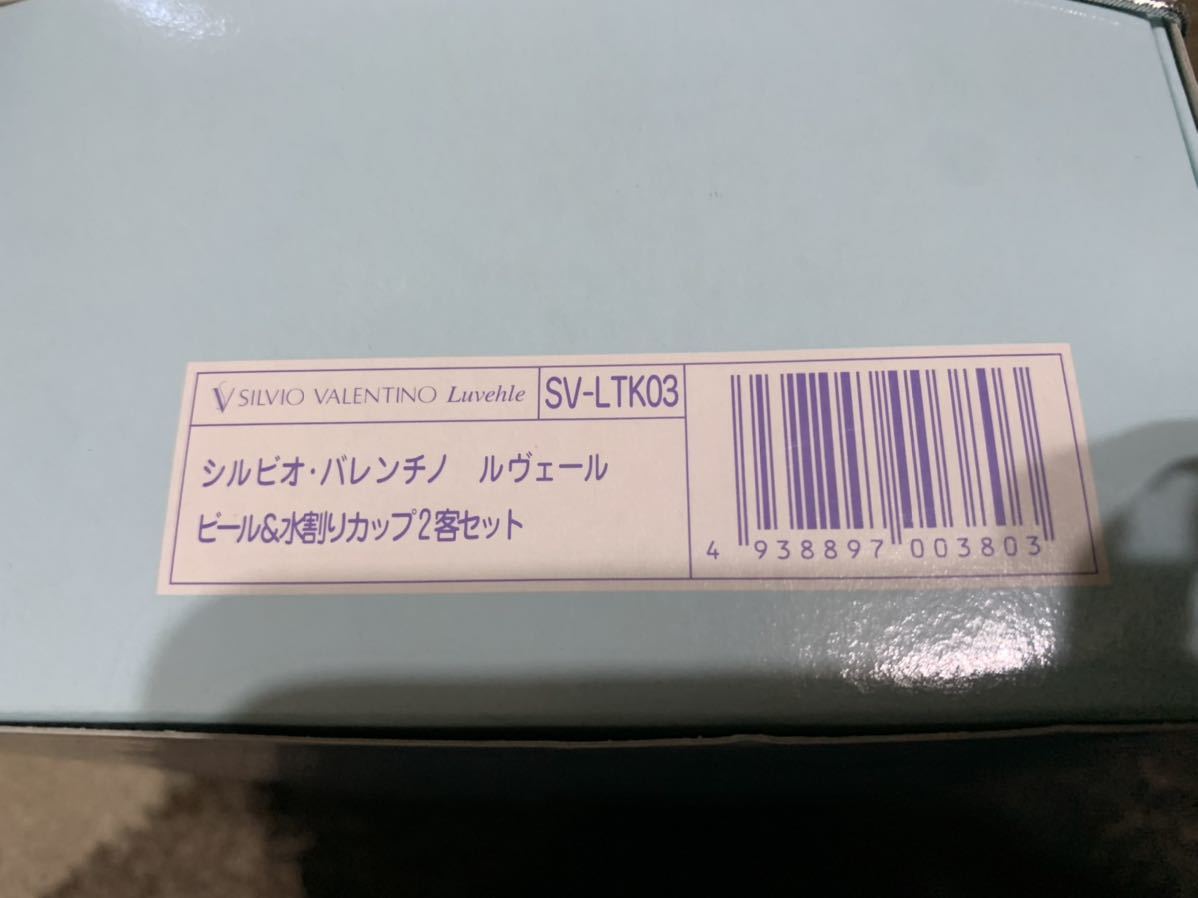 SILVIO VALENTINO Luvehle SV-LTK03
シルビオ・バレンチノ ルヴェール
ビール&水割りカップ2客セット
4 938897 003803